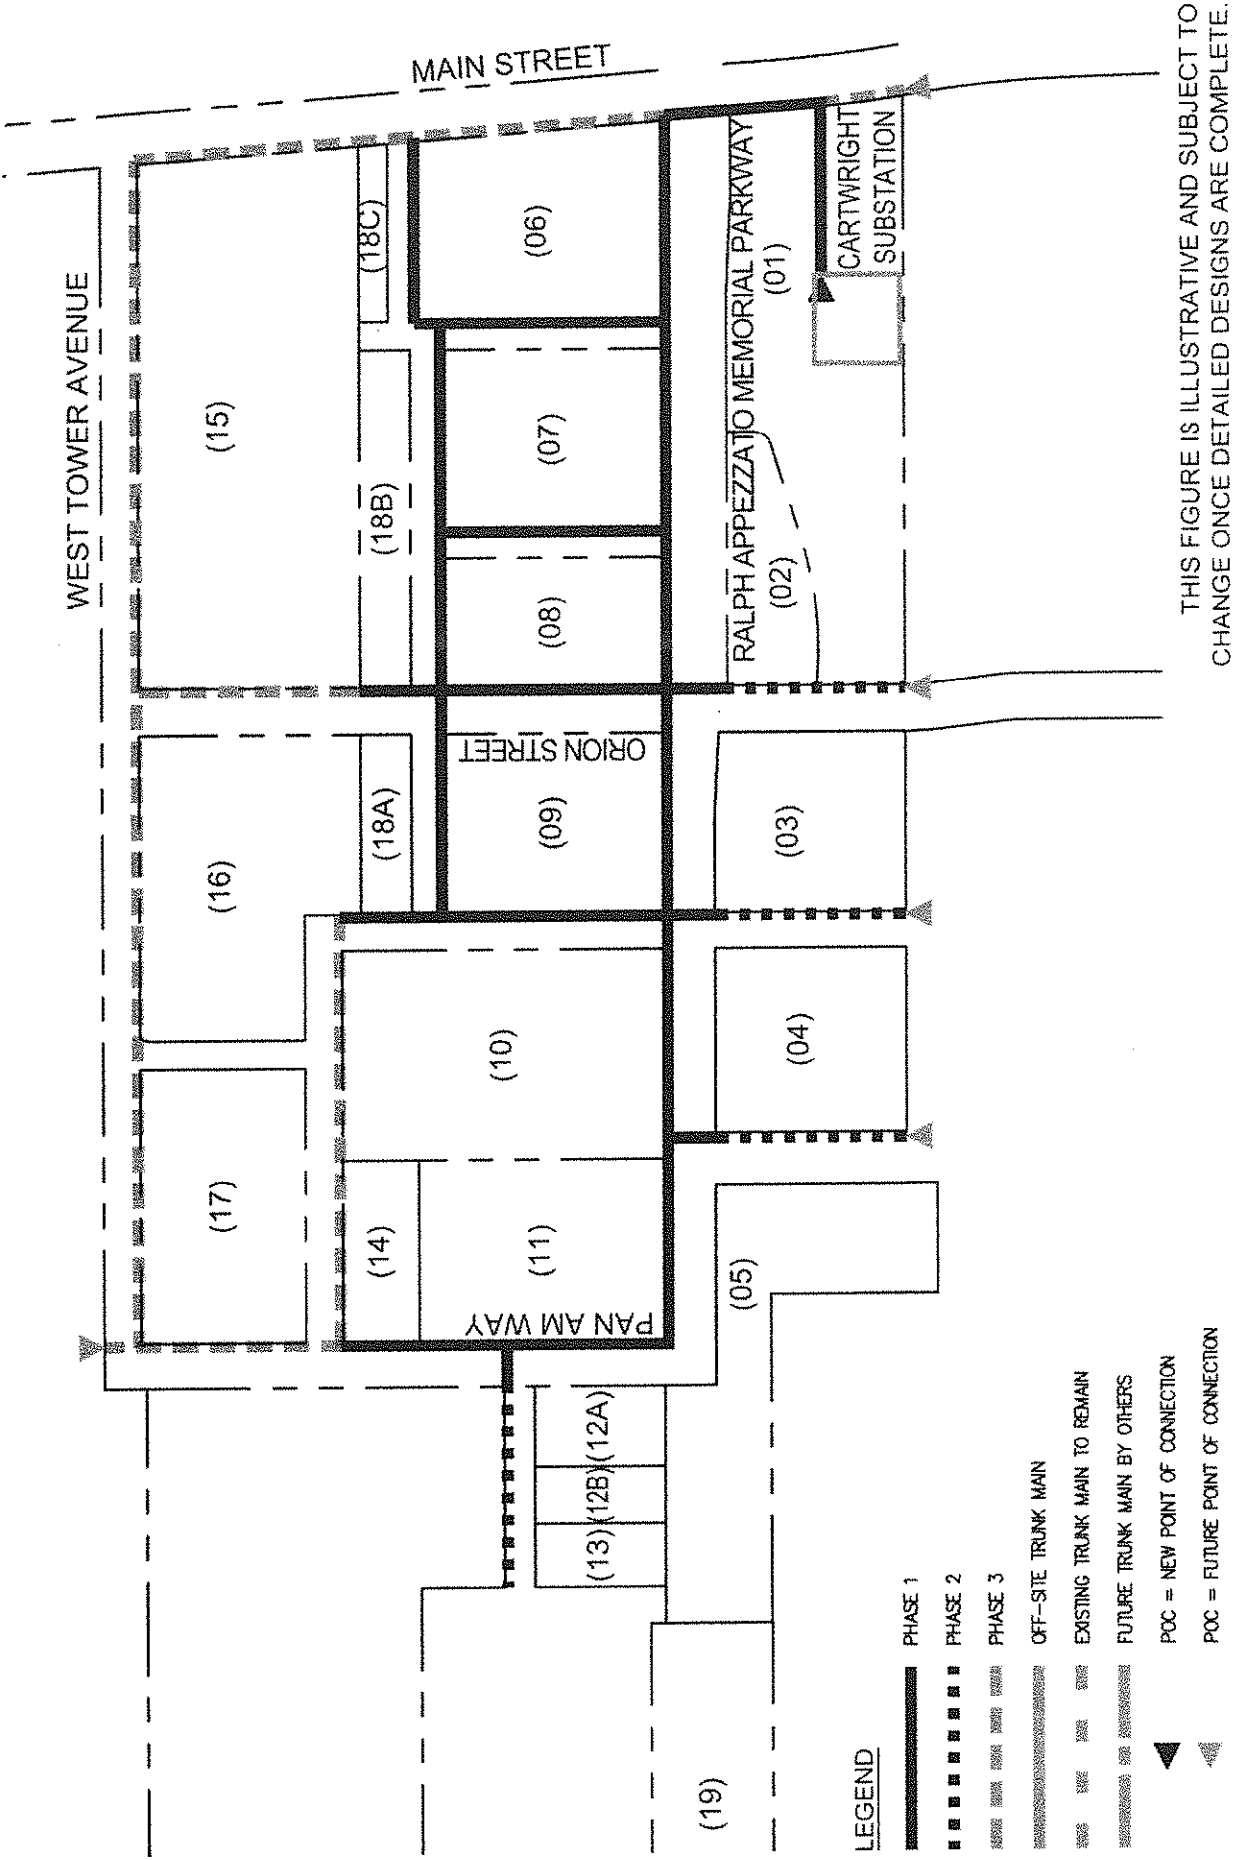 WEST TOWER AVENUE
MAIN STREET
(15)
(18C)
(06)
(18B)
(07)
RALPH APPEZZATO MEMORIAL PARKWAY
(01)
CARTWRIGHT
SUBSTATION
(08)
(02)
(16)
(18A)
ORION STREET
(09)
(03)
(10)
(04)
(17)
(14)
(11)
PAN AM WAY
(05)
(12A)
(12B)
(13)
(19)
LEGEND
PHASE 1
PHASE 2
PHASE 3
OFF-SITE TRUNK MAIN
EXISTING TRUNK MAIN TO REMAIN
FUTURE TRUNK MAIN BY OTHERS
POC = NEW POINT OF CONNECTION
POC = FUTURE POINT OF CONNECTION
THIS FIGURE IS ILLUSTRATIVE AND SUBJECT TO
CHANGE ONCE DETAILED DESIGNS ARE COMPLETE.